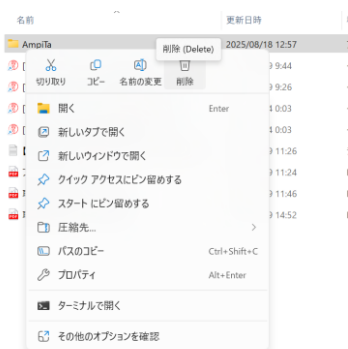 名前 更新日時
AmpiTa 2025/08/18 12:57
削除 (Delete)
切り取り コピー 名前の変更 削除
9:44
9:26
開く Enter
4 0:03
新しいタブで開く
4 0:03
新しいウィンドウで開く
11:26
クイック アクセスにピン留めする
11:24
スタート にピン留めする
11:46
圧縮先...
14:52
パスのコピー Ctrl+Shift+C
プロパティ Alt+Enter
ターミナルで開く
その他のオプションを確認